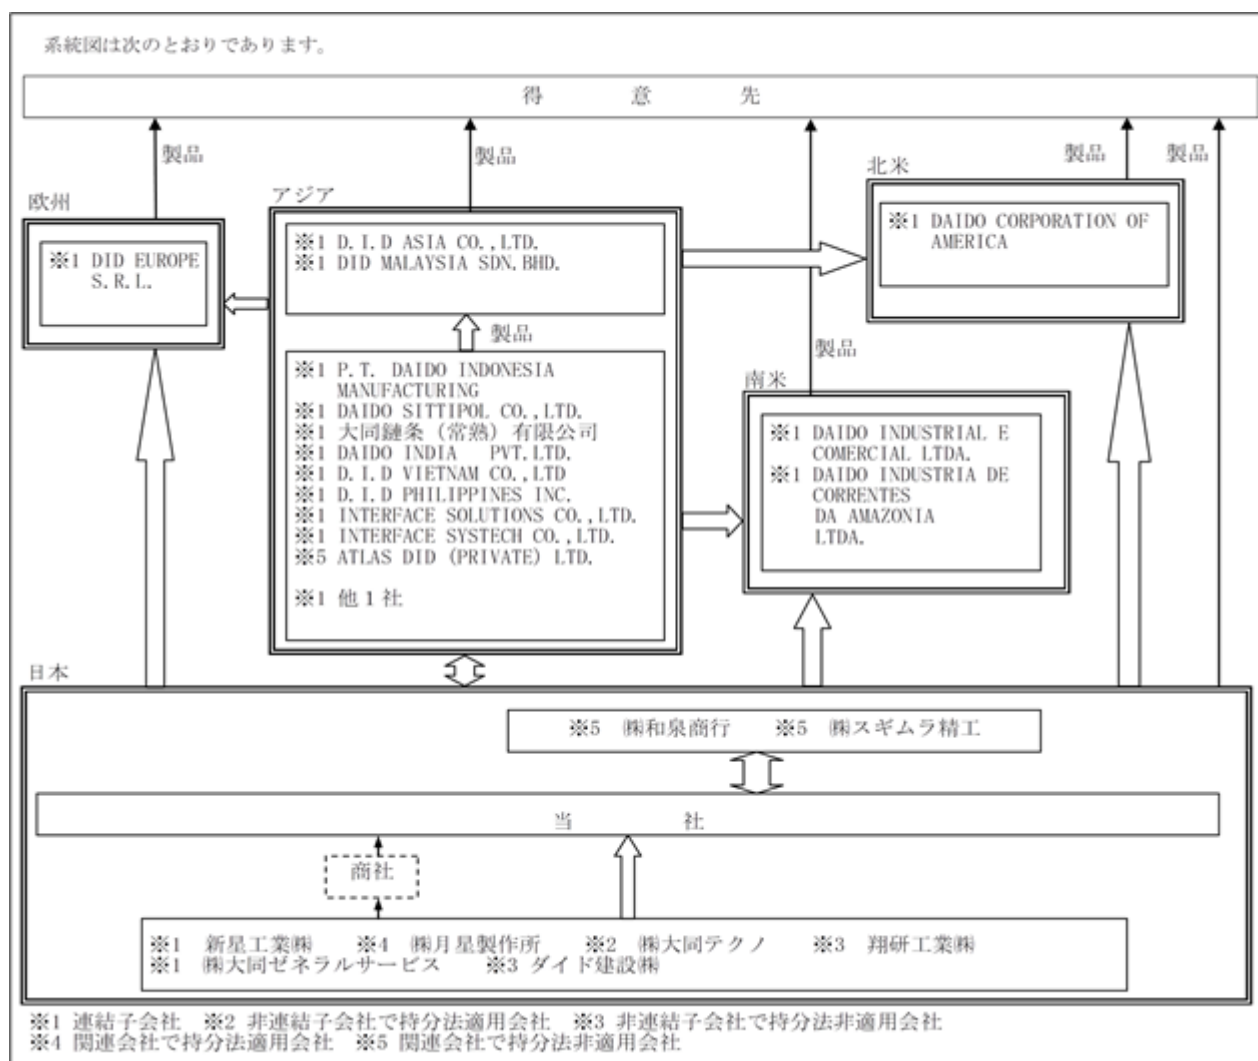 系統図は次のとおりであります。
得意先
製品
製品
製品
製品
欧州
アジア
北米
※1 DID EUROPE
S.R.L.
※1 D.I.D ASIA CO.,LTD.
※1 DID MALAYSIA SDN.BHD.
※1 DAIDO CORPORATION OF
AMERICA
製品
※1 P.T. DAIDO INDONESIA
MANUFACTURING
※1 DAIDO SITTIPOL CO.,LTD.
※1 大同鏈条（常熟）有限公司
※1 DAIDO INDIA PVT.LTD.
※1 D.I.D VIETNAM CO.,LTD
※1 D.I.D PHILIPPINES INC.
※1 INTERFACE SOLUTIONS CO.,LTD.
※1 INTERFACE SYSTECH CO.,LTD.
※5 ATLAS DID (PRIVATE) LTD.
※1 他１社
製品
南米
※1 DAIDO INDUSTRIAL E
COMERCIAL LTDA.
※1 DAIDO INDUSTRIA DE
CORRENTES
DA AMAZONIA
LTDA.
日本
※5 ㈱和泉商行 ※5 ㈱スギムラ精工
当社
商社
※1 新星工業㈱ ※4 ㈱月星製作所 ※2 ㈱大同テクノ ※3 翔研工業㈱
※1 ㈱大同ゼネラルサービス ※3 ダイド建設㈱
※1 連結子会社 ※2 非連結子会社で持分法適用会社 ※3 非連結子会社で持分法非適用会社
※4 関連会社で持分法適用会社 ※5 関連会社で持分法非適用会社